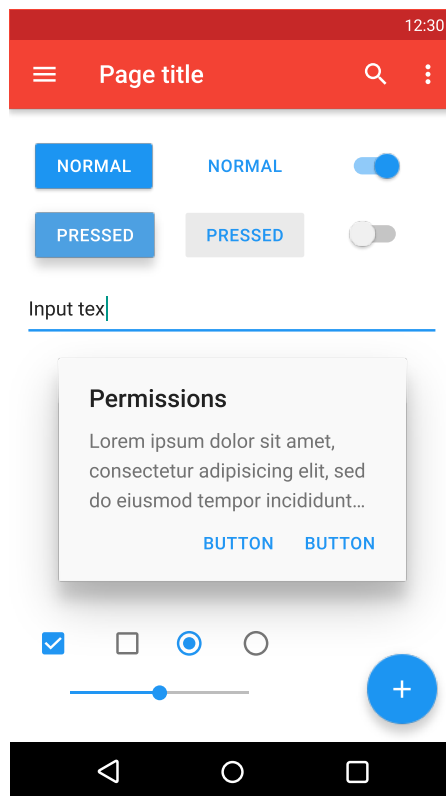 12:30
Page title
NORMAL NORMAL
PRESSED PRESSED
Input tex
Permissions
Lorem ipsum dolor sit amet,
consectetur adipisicing elit, sed
do eiusmod tempor incididunt...
BUTTON BUTTON